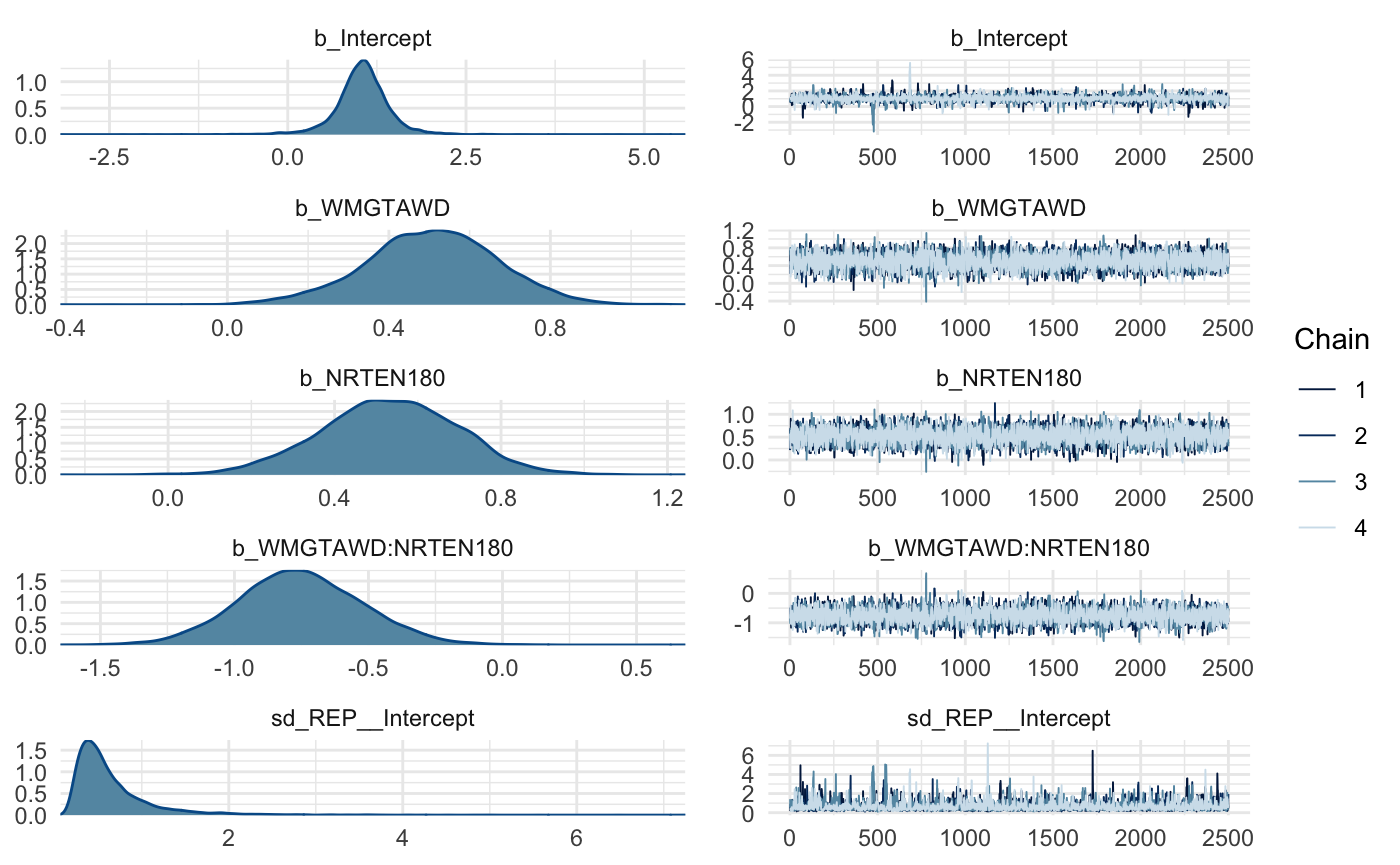 b_Intercept
1.0
0.5
0.0
-2.5 0.0 2.5 5.0
b_Intercept
6
4
2
0
-2
0 500 1000 1500 2000 2500
b_WMGTAWD
2.0
1.5
1.0
0.5
0.0
-0.4 0.0 0.4 0.8
b_WMGTAWD
1.2
0.8
0.4
0.0
-0.4
0 500 1000 1500 2000 2500
b_NRTEN180
2.0
1.5
1.0
0.5
0.0
0.0 0.4 0.8 1.2
b_NRTEN180
1.0
0.5
0.0
0 500 1000 1500 2000 2500
b_WMGTAWD:NRTEN180
1.5
1.0
0.5
0.0
-1.5 -1.0 -0.5 0.0 0.5
b_WMGTAWD:NRTEN180
0
-1
0 500 1000 1500 2000 2500
sd_REP__Intercept
1.5
1.0
0.5
0.0
2 4 6
sd_REP__Intercept
6
4
2
0
0 500 1000 1500 2000 2500
Chain
1
2
3
4